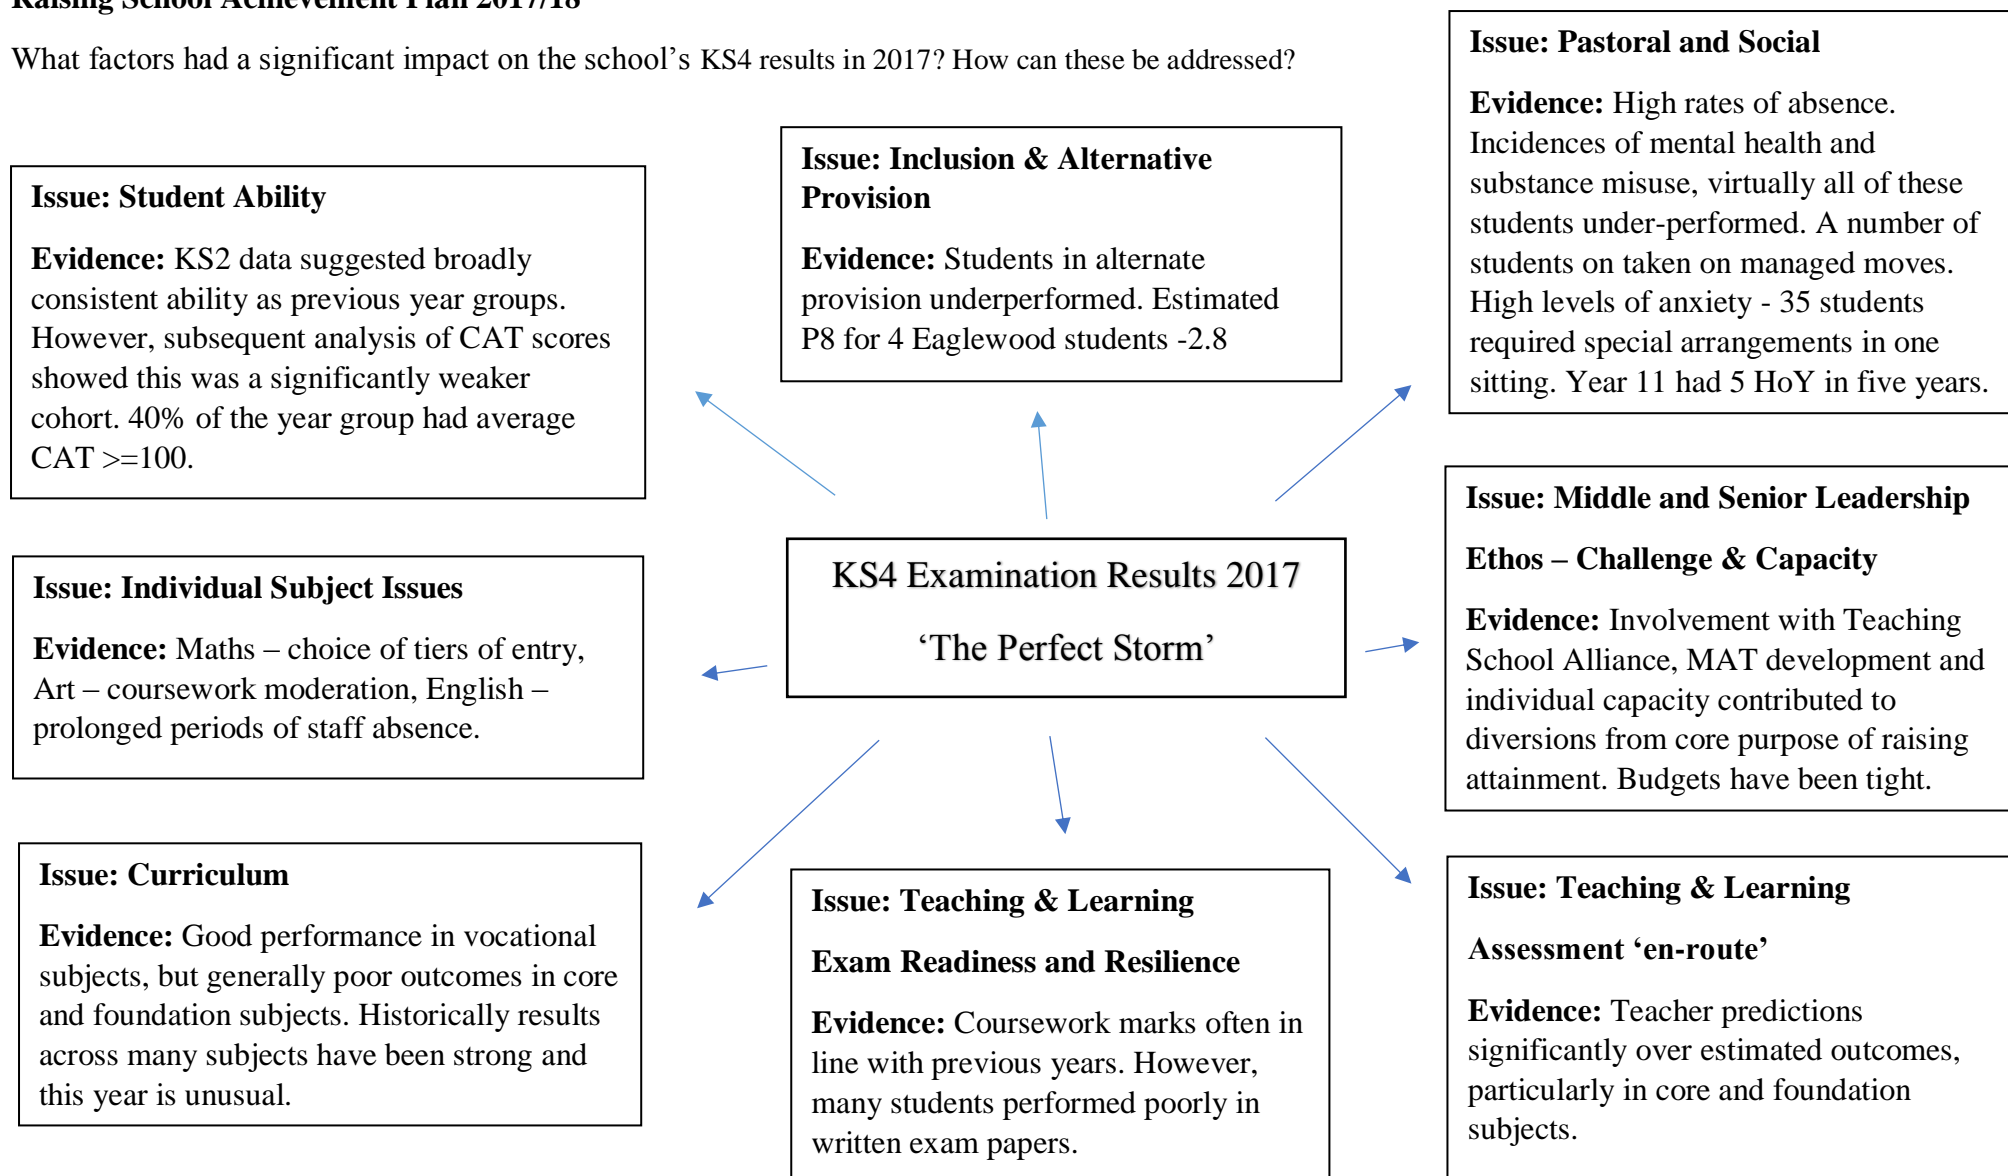 Raising School Achievement Plan 2017/18
What factors had a significant impact on the school’s KS4 results in 2017? How can these be addressed?
Issue: Student Ability
Evidence: KS2 data suggested broadly
consistent ability as previous year groups.
However, subsequent analysis of CAT scores
showed this was a significantly weaker
cohort. 40% of the year group had average
CAT >=100.
Issue: Inclusion & Alternative
Provision
Evidence: Students in alternate
provision underperformed. Estimated
P8 for 4 Eaglewood students -2.8
Issue: Pastoral and Social
Evidence: High rates of absence.
Incidences of mental health and
substance misuse, virtually all of these
students under-performed. A number of
students on taken on managed moves.
High levels of anxiety - 35 students
required special arrangements in one
sitting. Year 11 had 5 HoY in five years.
Issue: Individual Subject Issues
Evidence: Maths – choice of tiers of entry,
Art – coursework moderation, English –
prolonged periods of staff absence.
KS4 Examination Results 2017
‘The Perfect Storm’
Issue: Middle and Senior Leadership
Ethos – Challenge & Capacity
Evidence: Involvement with Teaching
School Alliance, MAT development and
individual capacity contributed to
diversions from core purpose of raising
attainment. Budgets have been tight.
Issue: Curriculum
Evidence: Good performance in vocational
subjects, but generally poor outcomes in core
and foundation subjects. Historically results
across many subjects have been strong and
this year is unusual.
Issue: Teaching & Learning
Exam Readiness and Resilience
Evidence: Coursework marks often in
line with previous years. However,
many students performed poorly in
written exam papers.
Issue: Teaching & Learning
Assessment ‘en-route’
Evidence: Teacher predictions
significantly over estimated outcomes,
particularly in core and foundation
subjects.